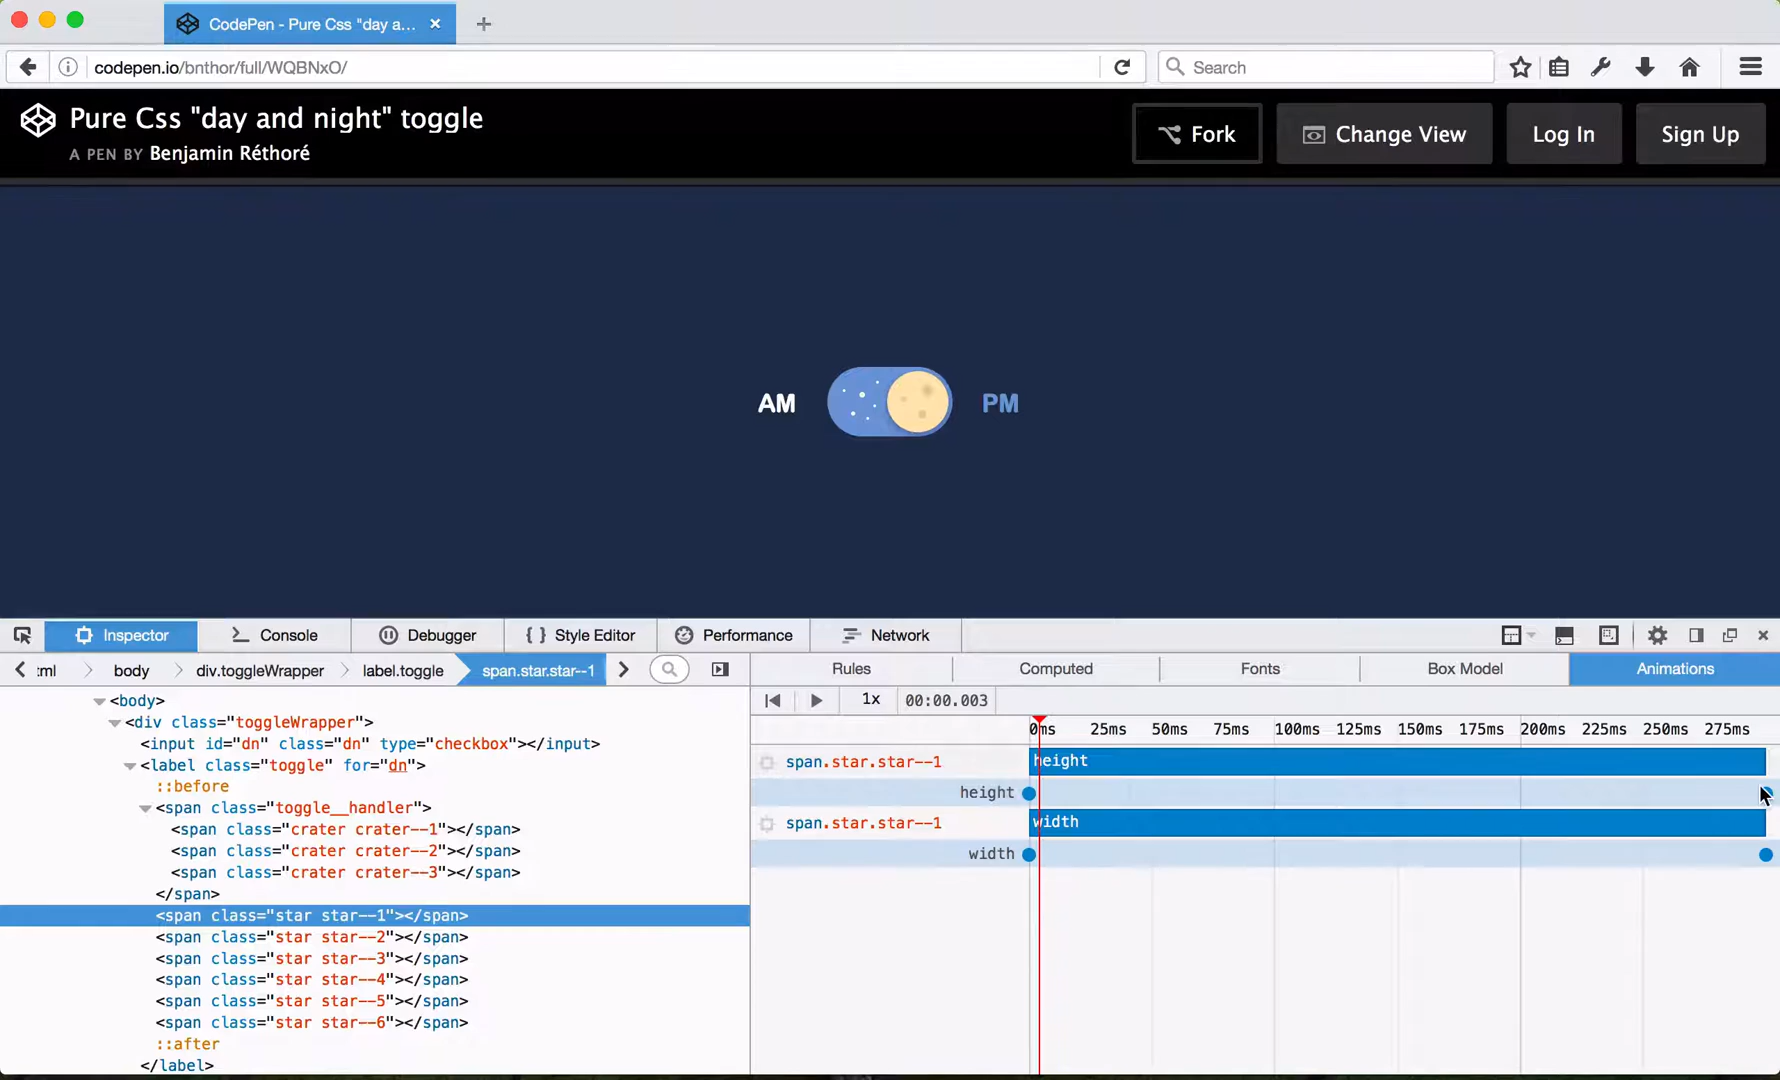 CodePen - Pure Css "day a...
codepen.io/bnthor/full/WQBNxO/
Search
Pure Css "day and night" toggle
A PEN BY Benjamin Réthoré
Fork
Change View
Log In
Sign Up
AM
PM
Inspector
Console
Debugger
Style Editor
Performance
Network
ml
body
div.toggleWrapper
label.toggle
span.star.star--1
Rules
Computed
Fonts
Box Model
Animations
<body>
<div class="toggleWrapper">
<input id="dn" class="dn" type="checkbox"></input>
<label class="toggle" for="dn">
::before
<span class="toggle__handler">
<span class="crater crater--1"></span>
<span class="crater crater--2"></span>
<span class="crater crater--3"></span>
</span>
<span class="star star--1"></span>
<span class="star star--2"></span>
<span class="star star--3"></span>
<span class="star star--4"></span>
<span class="star star--5"></span>
<span class="star star--6"></span>
::after
</label>
1x
00:00.003
0ms 25ms 50ms 75ms 100ms 125ms 150ms 175ms 200ms 225ms 250ms 275ms
span.star.star--1
height
height
span.star.star--1
width
width